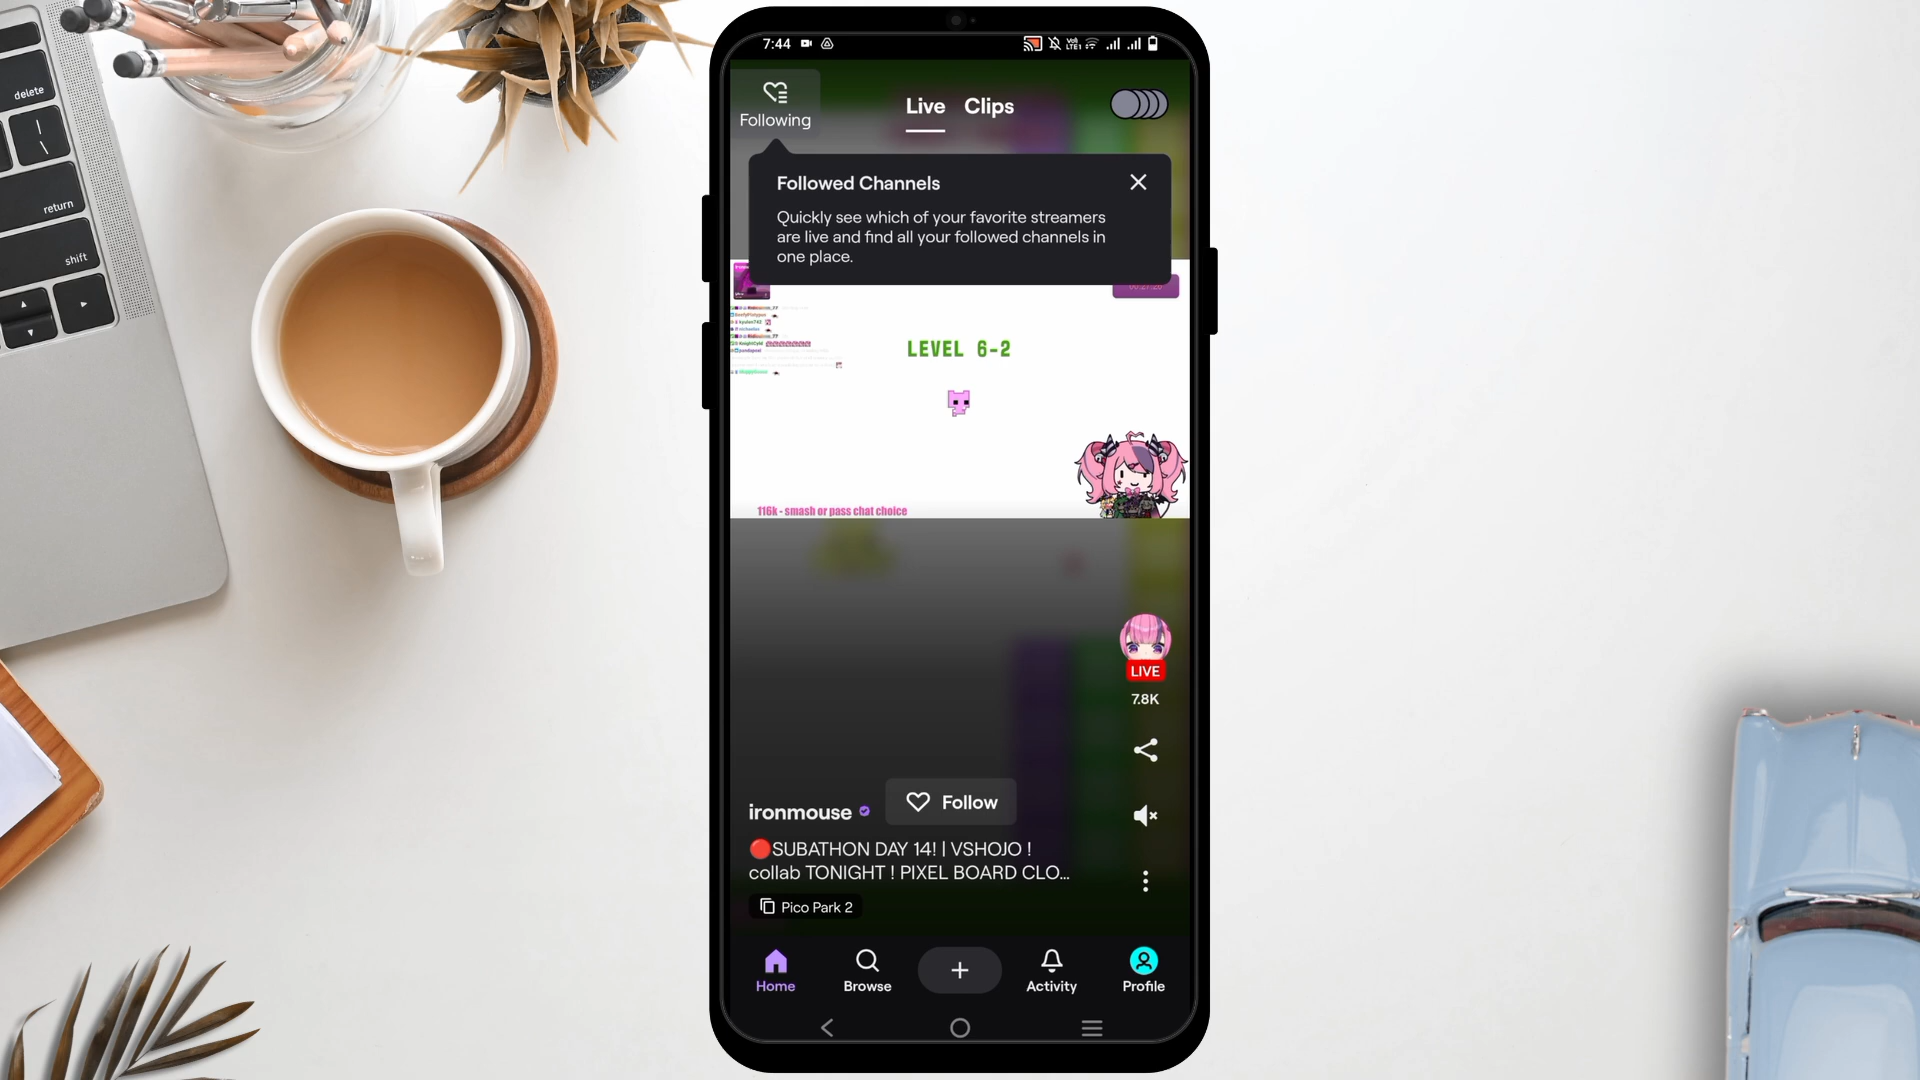 delete
return
shift
7:44
Following
Live Clips
Followed Channels
Quickly see which of your favorite streamers
are live and find all your followed channels in
one place.
LEVEL 6-2
116k - smash or pass chat choice
LIVE
7.8K
ironmouse
Follow
🔴SUBATHON DAY 14! | VSHOJO !
collab TONIGHT ! PIXEL BOARD CLO...
Pico Park 2
Home
Browse
Activity
Profile